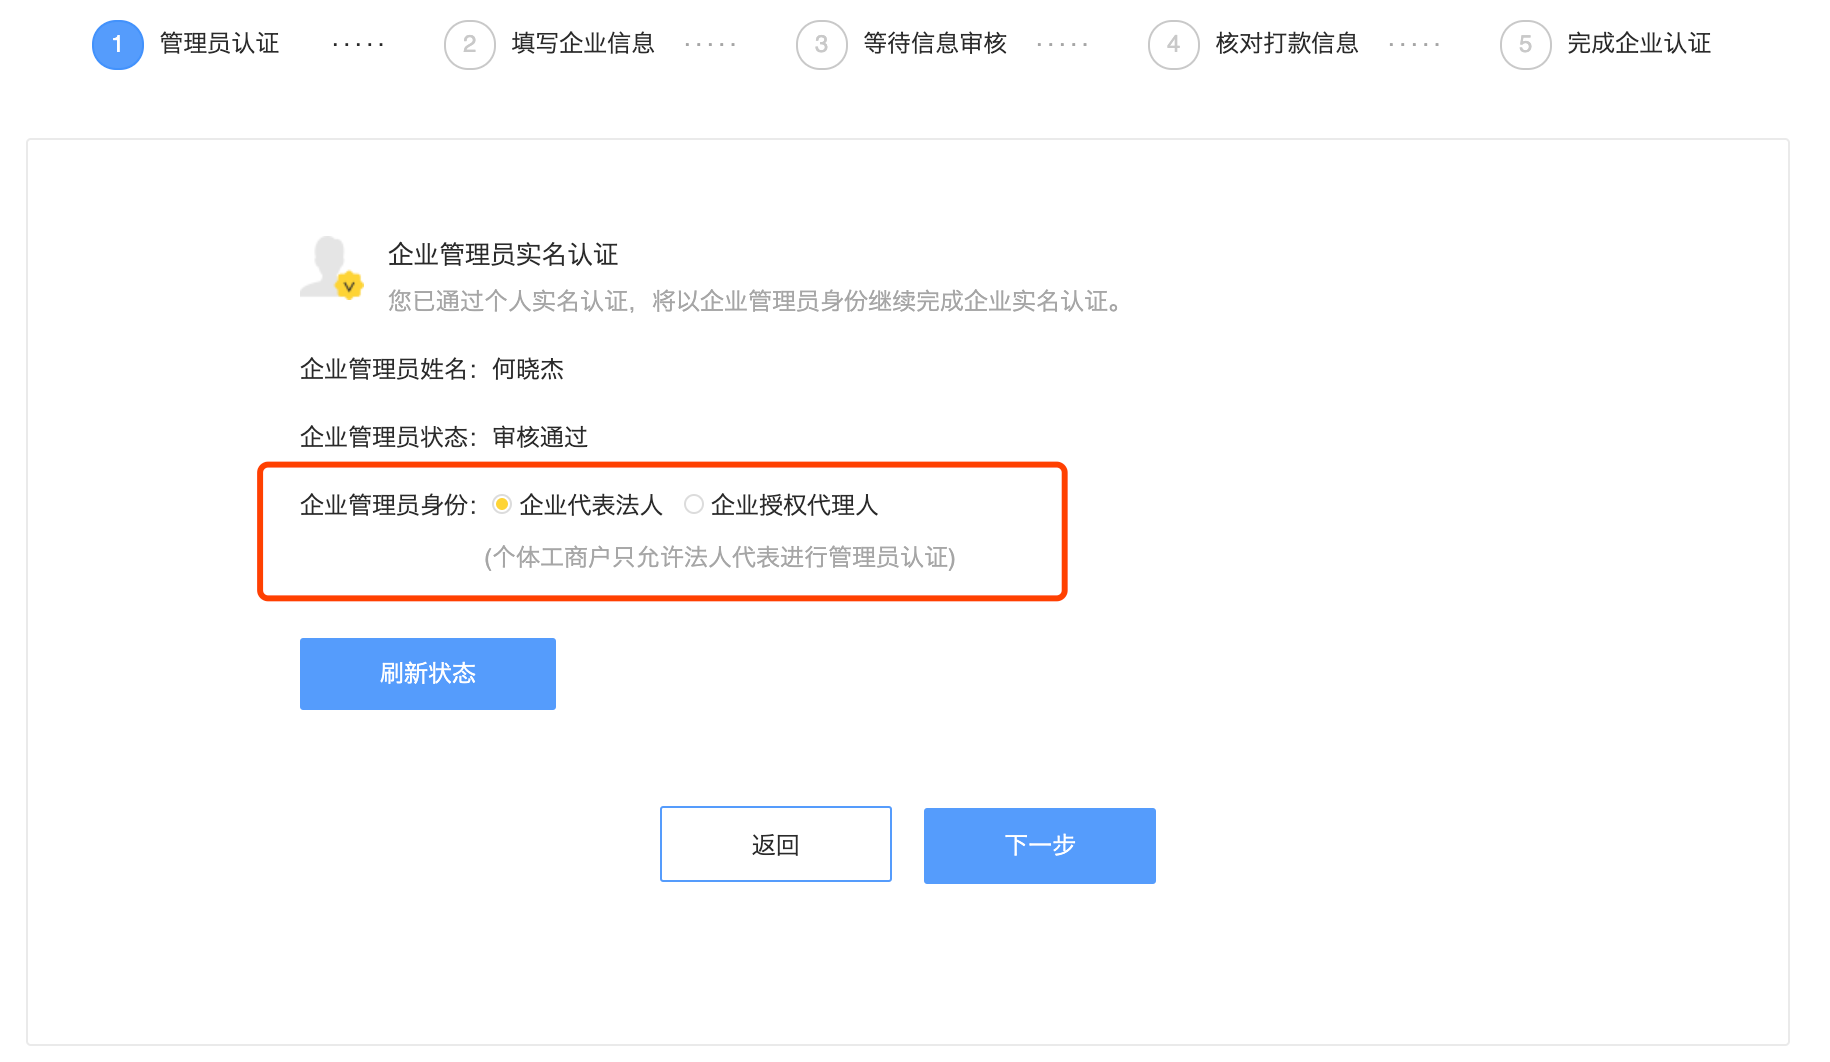 1 管理员认证 ····· 2 填写企业信息 ····· 3 等待信息审核 ····· 4 核对打款信息 ····· 5 完成企业认证
企业管理员实名认证
您已通过个人实名认证，将以企业管理员身份继续完成企业实名认证。
企业管理员姓名：何晓杰
企业管理员状态：审核通过
企业管理员身份： 企业代表法人 企业授权代理人
(个体工商户只允许法人代表进行管理员认证)
刷新状态
返回 下一步